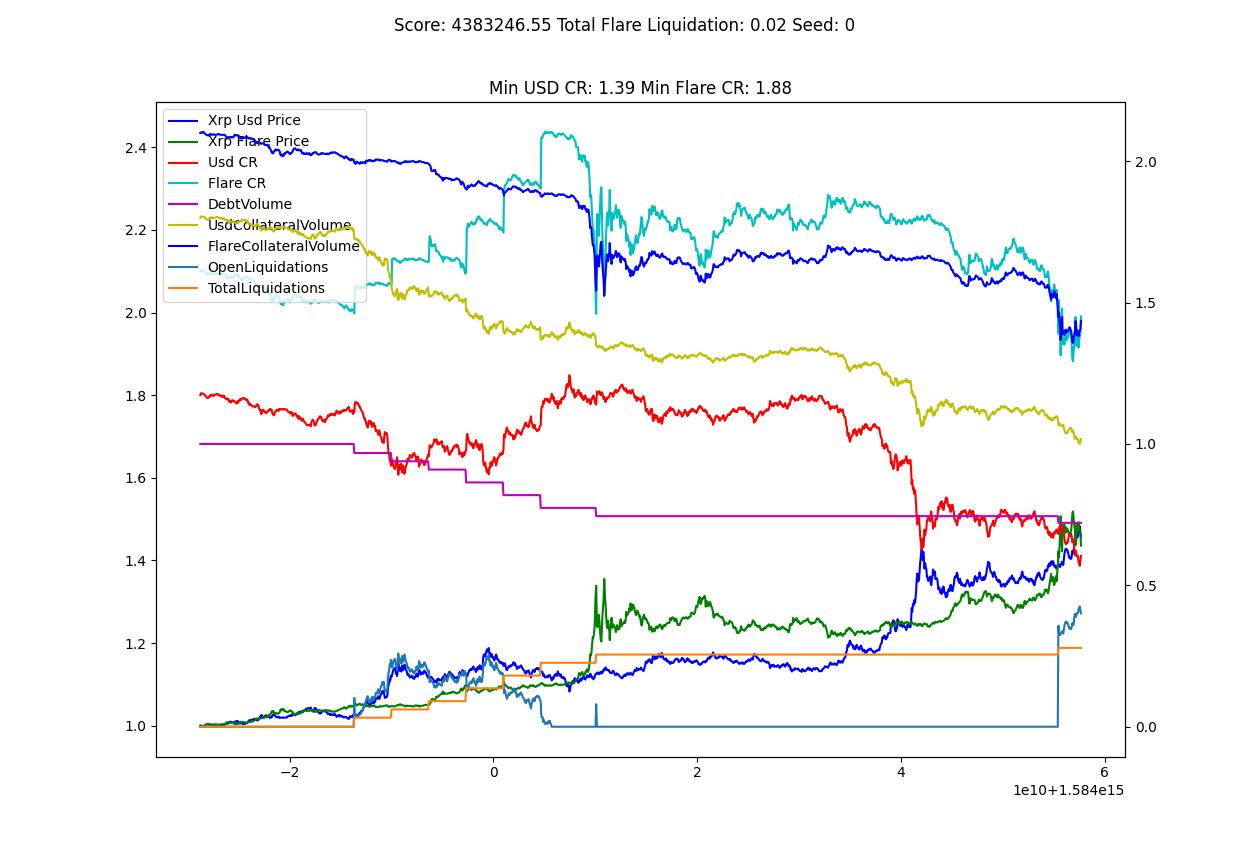 Score: 4383246.55 Total Flare Liquidation: 0.02 Seed: 0
Min USD CR: 1.39 Min Flare CR: 1.88
Xrp Usd Price
Xrp Flare Price
Usd CR
Flare CR
DebtVolume
UsdCollateralVolume
FlareCollateralVolume
OpenLiquidations
TotalLiquidations
2.4
2.2
2.0
1.8
1.6
1.4
1.2
1.0
2.0
1.5
1.0
0.5
0.0
−2
0
2
4
6
1e10+1.584e15